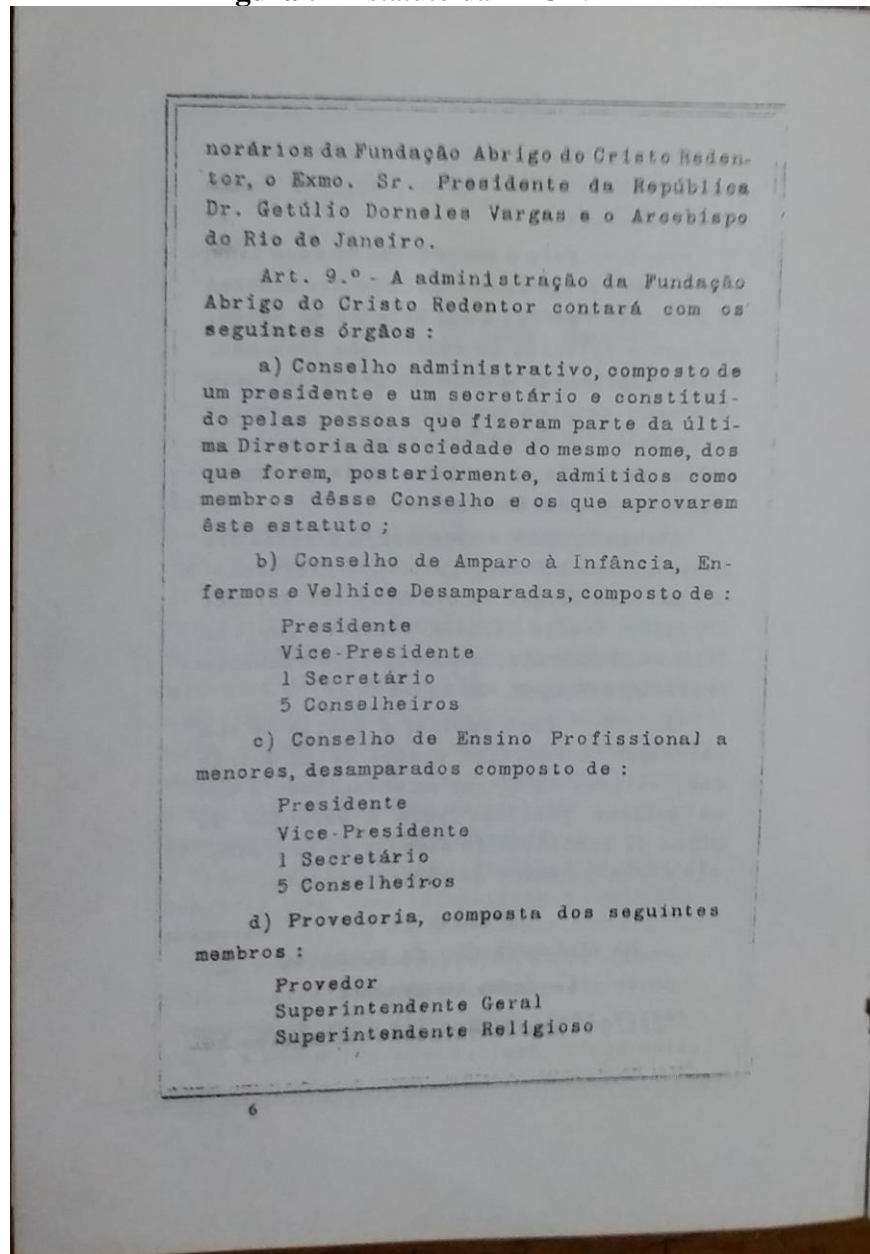 norários da Fundação Abrigo do Cristo Reden-
tor, o Exmo. Sr. Presidente da República
Dr. Getúlio Dorneles Vargas e o Arcebispo
do Rio de Janeiro.
Art. 9.º - A administração da Fundação
Abrigo do Cristo Redentor contará com os
seguintes órgãos :
a) Conselho administrativo, composto de
um presidente e um secretário e constitui-
do pelas pessoas que fizeram parte da últi-
ma Diretoria da sociedade do mesmo nome, dos
que forem, posteriormente, admitidos como
membros dêsse Conselho e os que aprovarem
êste estatuto ;
b) Conselho de Amparo à Infância, En-
fermos e Velhice Desamparadas, composto de :
Presidente
Vice-Presidente
1 Secretário
5 Conselheiros
c) Conselho de Ensino Profissional a
menores, desamparados composto de :
Presidente
Vice-Presidente
1 Secretário
5 Conselheiros
d) Provedoria, composta dos seguintes
membros :
Provedor
Superintendente Geral
Superintendente Religioso
6